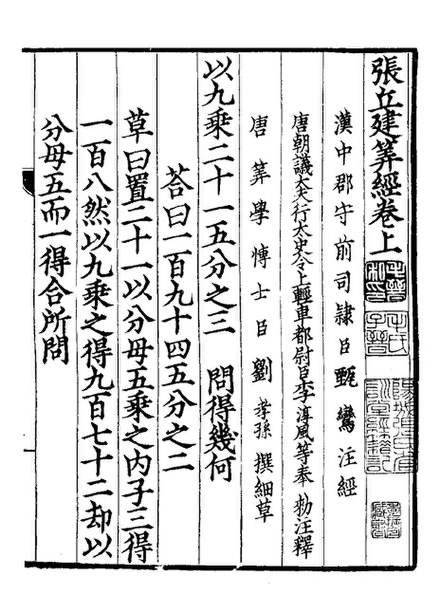 張丘建筭經卷上
漢中郡守前司隸臣甄鸞注經
唐朝議大夫行太史令上輕車都尉臣李淳風等奉勑注釋
唐筭學博士臣劉孝孫撰細草
以九乘二十一五分之三 問得幾何
荅曰一百九十四五分之二
草曰置二十一以分母五乘之內子三得
一百八然以九乘之得九百七十二却以
分母五而一得合所問